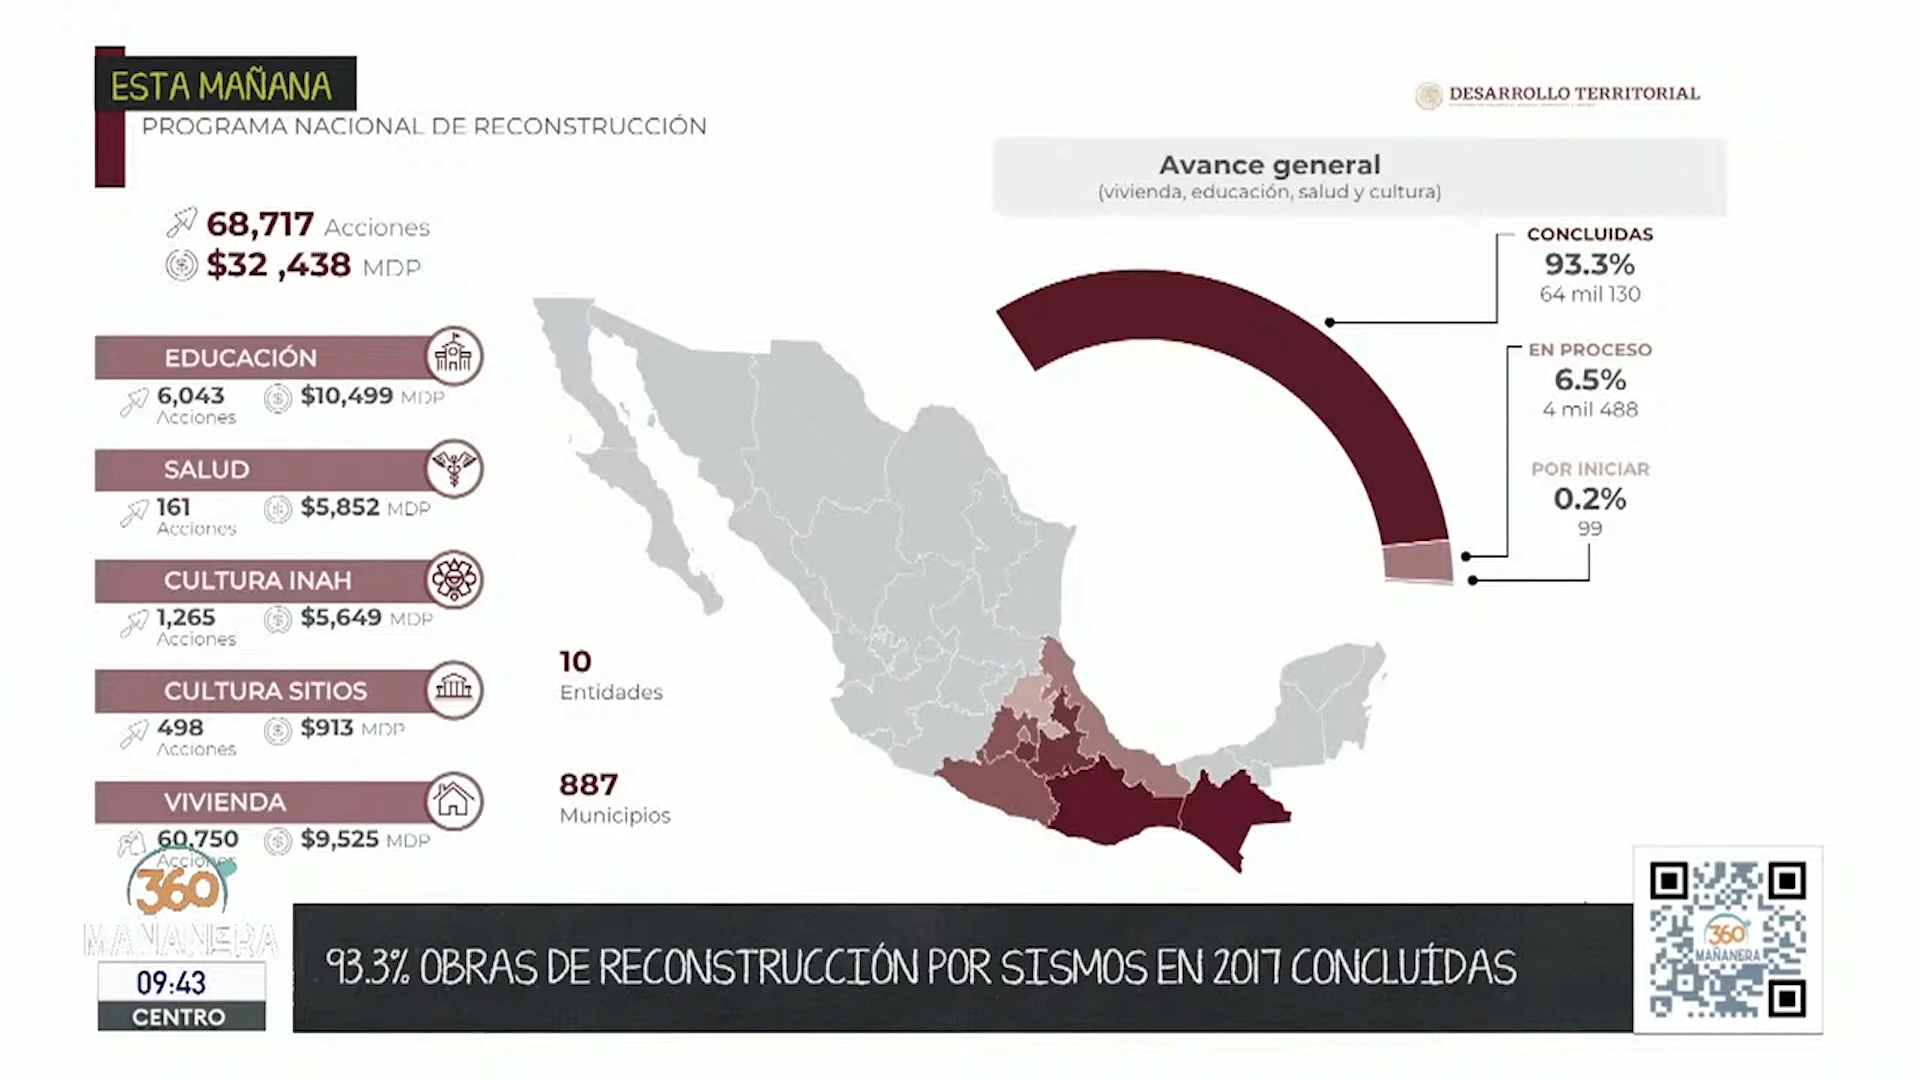 ESTA MAÑANA
PROGRAMA NACIONAL DE RECONSTRUCCIÓN
68,717 Acciones
$32 ,438 MDP
EDUCACIÓN
6,043 Acciones
$10,499 MDP
SALUD
161 Acciones
$5,852 MDP
CULTURA INAH
1,265 Acciones
$5,649 MDP
CULTURA SITIOS
498 Acciones
$913 MDP
VIVIENDA
60,750 Acciones
$9,525 MDP
10
Entidades
887
Municipios
DESARROLLO TERRITORIAL
Avance general
(vivienda, educación, salud y cultura)
CONCLUIDAS
93.3%
64 mil 130
EN PROCESO
6.5%
4 mil 488
POR INICIAR
0.2%
99
360°
MAÑANERA
09:43
CENTRO
93.3% OBRAS DE RECONSTRUCCIÓN POR SISMOS EN 2017 CONCLUÍDAS
360°
MAÑANERA